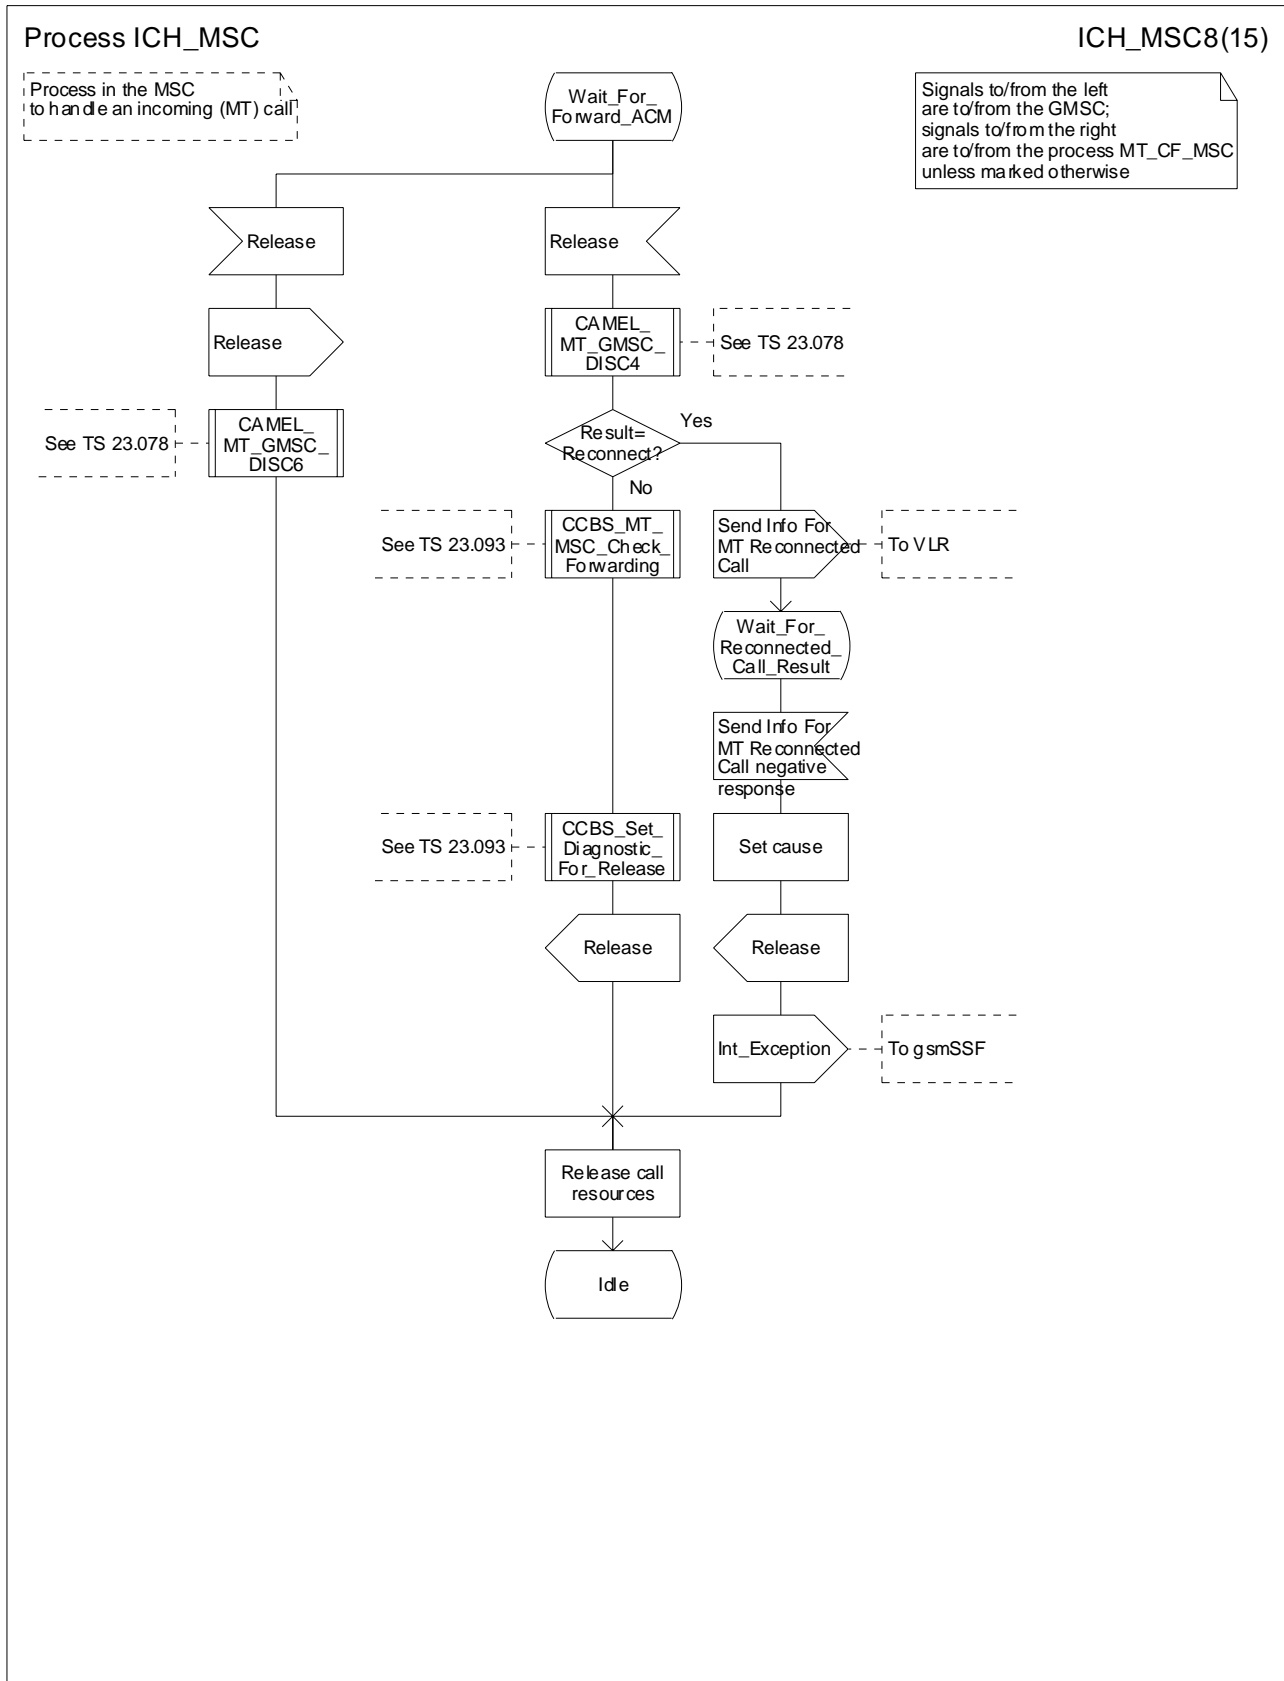 Process ICH_MSC
ICH_MSC8(15)
Process in the MSC
to handle an incoming (MT) call
Wait_For_
Forward_ACM
Signals to/from the left
are to/from the GMSC;
signals to/from the right
are to/from the process MT_CF_MSC
unless marked otherwise
Release
Release
Release
CAMEL_
MT_GMSC_
DISC4
See TS 23.078
See TS 23.078
CAMEL_
MT_GMSC_
DISC6
Result=
Reconnect?
Yes
No
See TS 23.093
CCBS_MT_
MSC_Check_
Forwarding
Send Info For
MT Reconnected
Call
To VLR
Wait_For_
Reconnected_
Call_Result
Send Info For
MT Reconnected
Call negative
response
See TS 23.093
CCBS_Set_
Diagnostic_
For_Release
Set cause
Release
Release
Int_Exception
To gsmSSF
Release call
resources
Idle